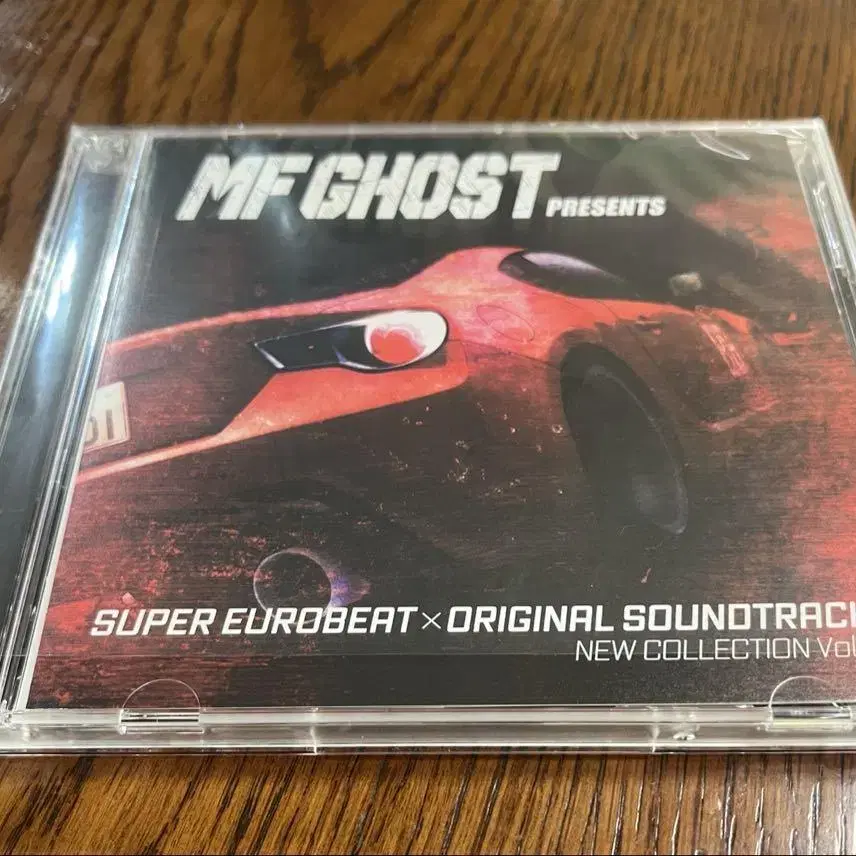 MF GHOST PRESENTS
SUPER EUROBEAT×ORIGINAL SOUNDTRACK
NEW COLLECTION Vol